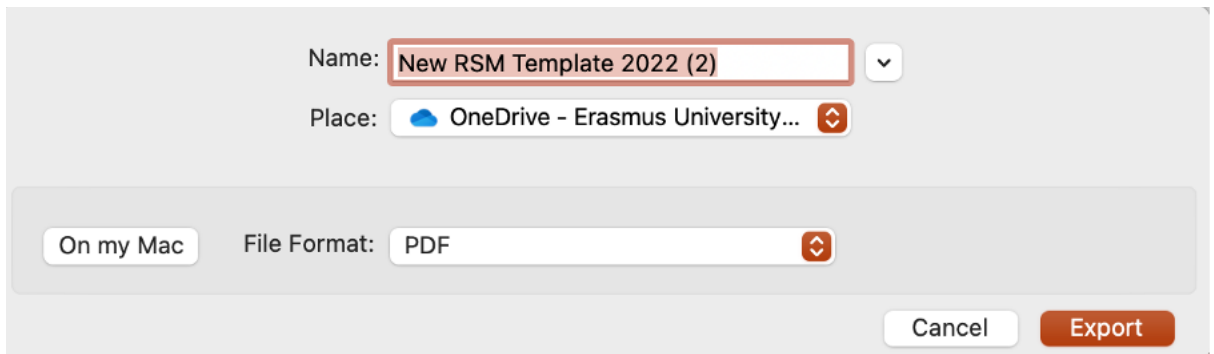 Name: New RSM Template 2022 (2)
Place: OneDrive - Erasmus University...
On my Mac File Format: PDF
Cancel Export